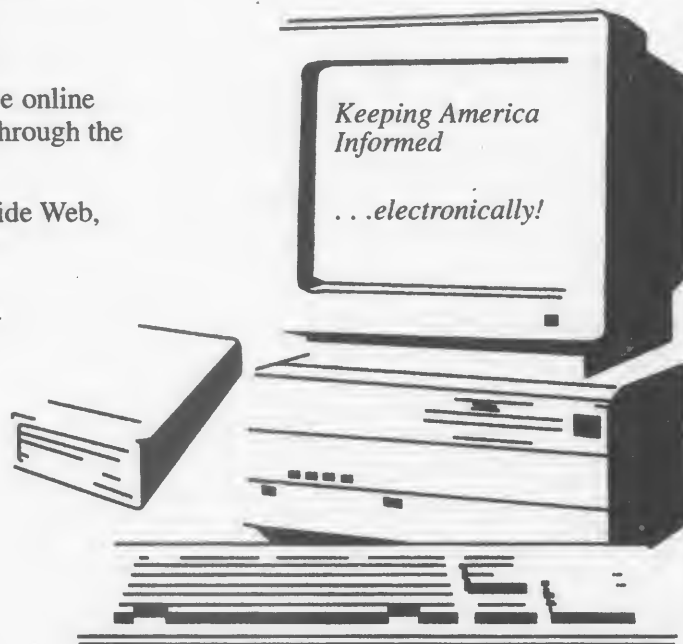 e online
hrough the
ide Web,
Keeping America
Informed
. . .electronically!